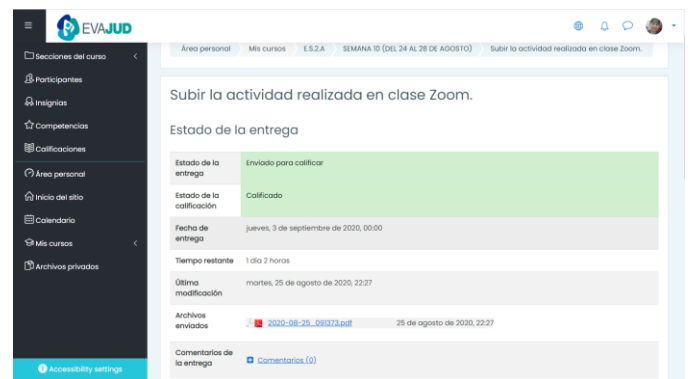 EVAJUD
Secciones del curso
Participantes
Insignias
Competencias
Calificaciones
Área personal
Inicio del sitio
Calendario
Mis cursos
Archivos privados
Accessibility settings
Área personal Mis cursos E.S.2.A SEMANA 10 (DEL 24 AL 28 DE AGOSTO) Subir la actividad realizada en clase Zoom.
Subir la actividad realizada en clase Zoom.
Estado de la entrega
Estado de la entrega Enviado para calificar
Estado de la calificación Calificado
Fecha de entrega jueves, 3 de septiembre de 2020, 00:00
Tiempo restante 1 día 2 horas
Última modificación martes, 25 de agosto de 2020, 22:27
Archivos enviados 2020-08-25_091373.pdf 25 de agosto de 2020, 22:27
Comentarios de la entrega Comentarios (0)